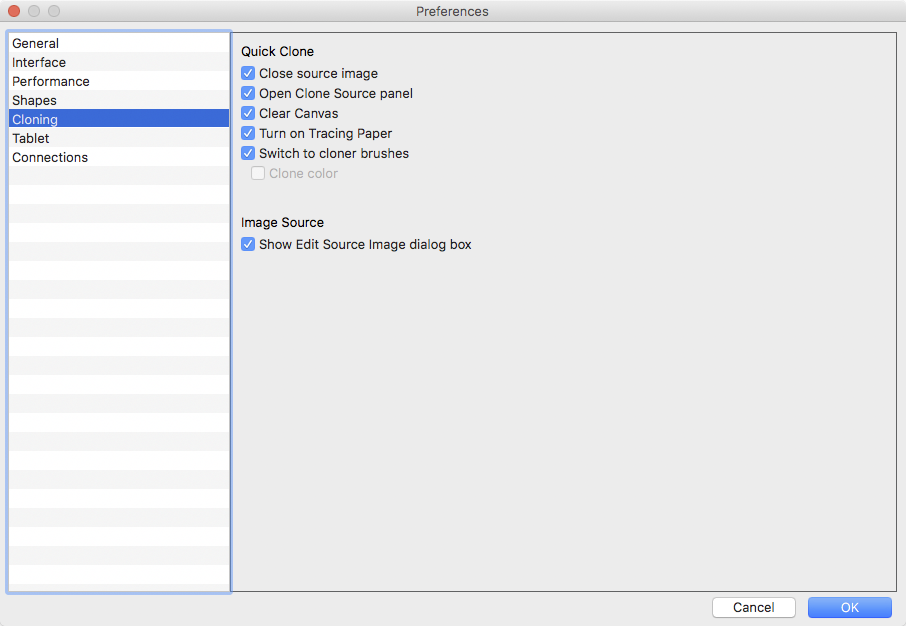 Preferences
General
Interface
Performance
Shapes
Cloning
Tablet
Connections
Quick Clone
Close source image
Open Clone Source panel
Clear Canvas
Turn on Tracing Paper
Switch to cloner brushes
Clone color
Image Source
Show Edit Source Image dialog box
Cancel
OK